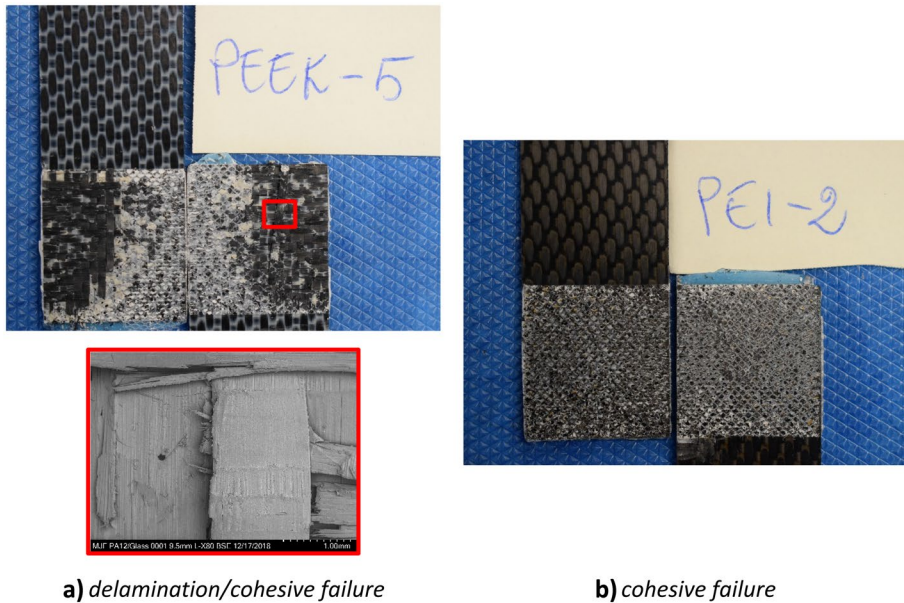 PEEK-5
PEI-2
MJF PA12/Glass 0001 9.5mm L-X80 BSE 12/17/2018 1.00mm
a) delamination/cohesive failure
b) cohesive failure